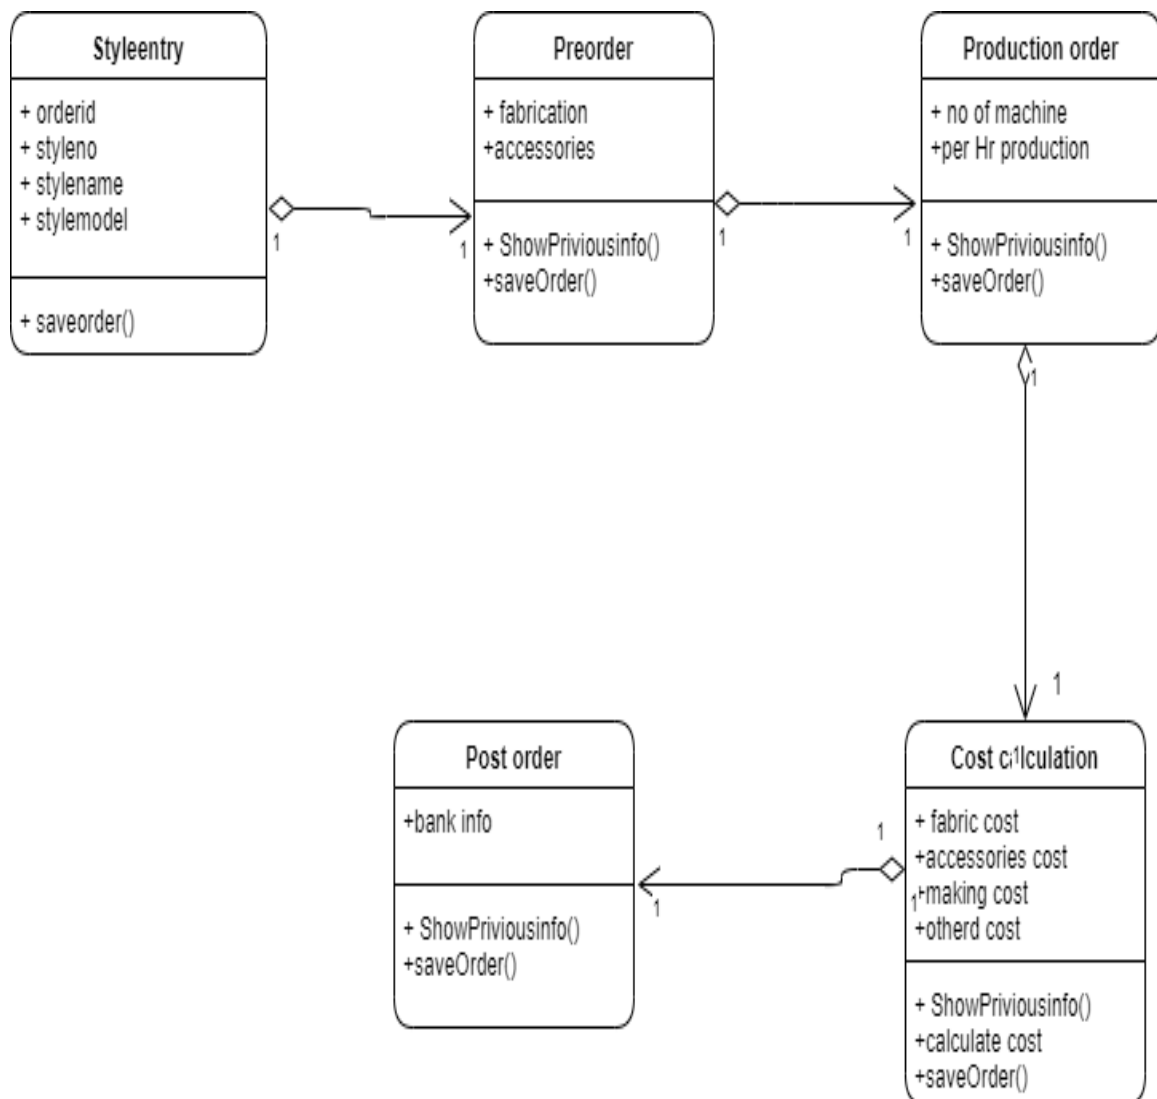 Styleentry
+ orderid
+ styleno
+ stylename
+ stylemodel
+ saveorder()
1
1
Preorder
+ fabrication
+accessories
+ ShowPriviousinfo()
+saveOrder()
1
1
Production order
+ no of machine
+per Hr production
+ ShowPriviousinfo()
+saveOrder()
1
1
Cost calculation
1
+ fabric cost
+accessories cost
+making cost
+otherd cost
+ ShowPriviousinfo()
+calculate cost
+saveOrder()
1
1
1
Post order
+bank info
+ ShowPriviousinfo()
+saveOrder()